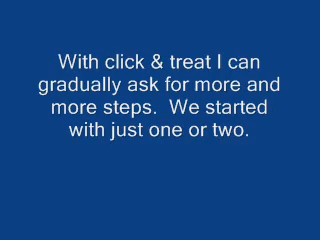 With click & treat I can
gradually ask for more and
more steps.  We started
with just one or two.